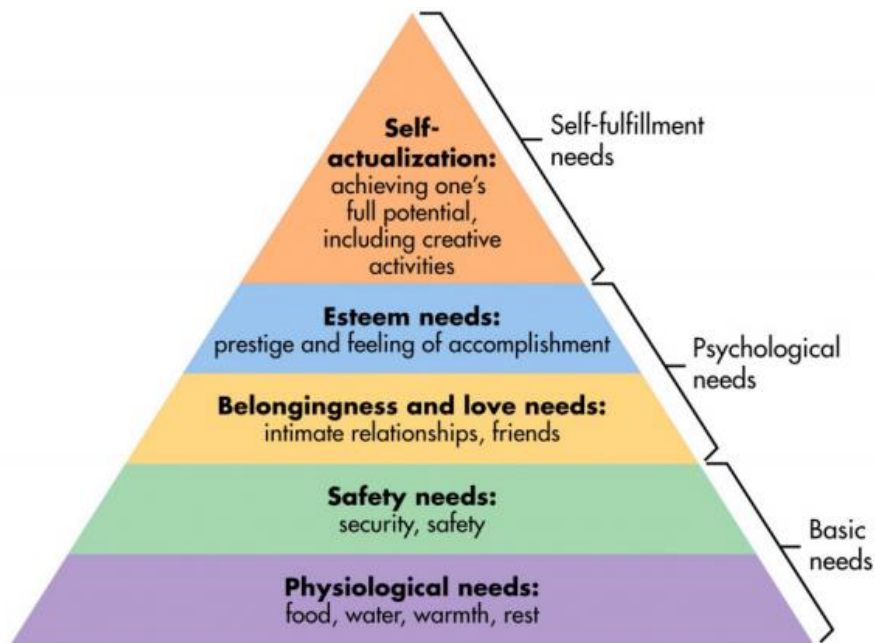 Self-
actualization:
achieving one's
full potential,
including creative
activities
Self-fulfillment
needs
Esteem needs:
prestige and feeling of accomplishment
Belongingness and love needs:
intimate relationships, friends
Psychological
needs
Safety needs:
security, safety
Physiological needs:
food, water, warmth, rest
Basic
needs